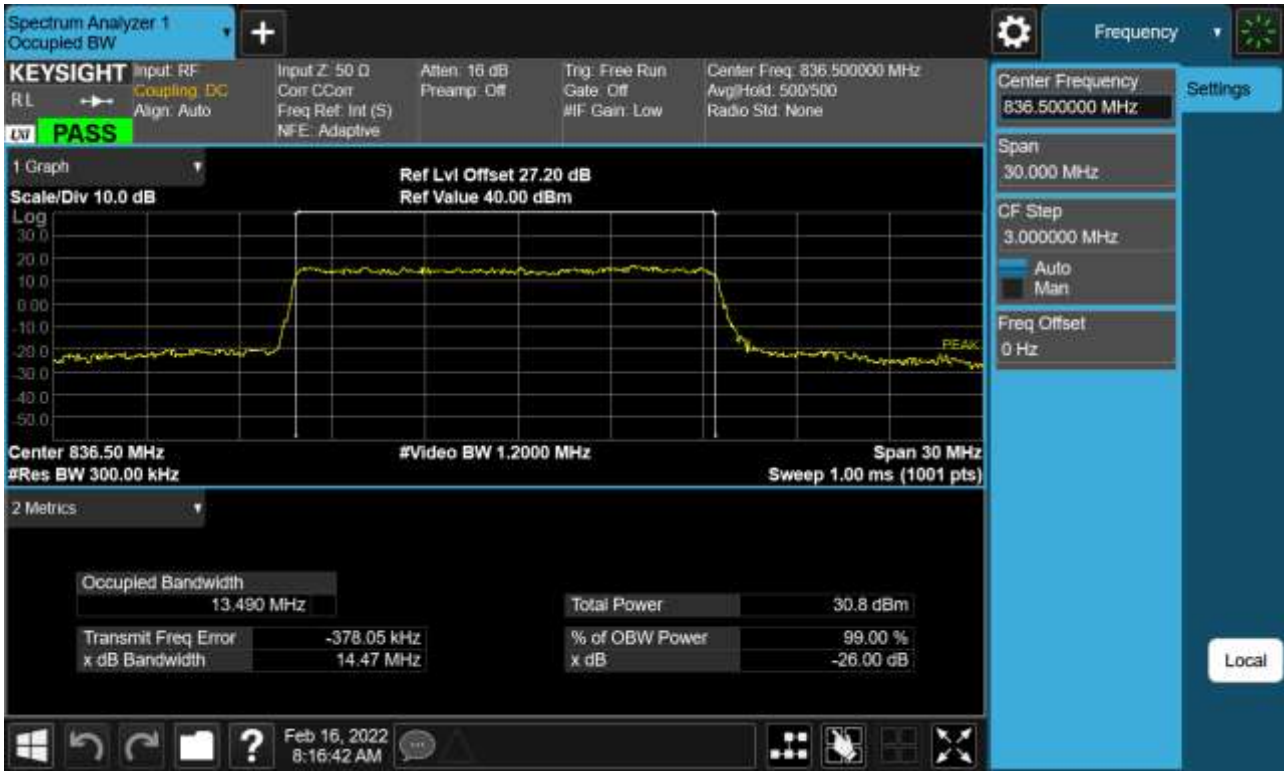 Spectrum Analyzer 1
Occupied BW
+
Frequency
KEYSIGHT
RL
PASS
Input: RF
Coupling: DC
Align: Auto
Input Z: 50 Ω
Corr CCorr
Freq Ref: Int (S)
NFE: Adaptive
Atten: 16 dB
Preamp: Off
Trig: Free Run
Gate: Off
#IF Gain: Low
Center Freq: 836.500000 MHz
Avg|Hold: 500/500
Radio Std: None
Center Frequency
836.500000 MHz
Settings
Span
30.000 MHz
CF Step
3.000000 MHz
Auto
Man
Freq Offset
0 Hz
Local
1 Graph
Scale/Div 10.0 dB
Ref Lvl Offset 27.20 dB
Ref Value 40.00 dBm
Log
30.0
20.0
10.0
0.00
-10.0
-20.0
-30.0
-40.0
-50.0
PEAK
Center 836.50 MHz
#Video BW 1.2000 MHz
Span 30 MHz
#Res BW 300.00 kHz
Sweep 1.00 ms (1001 pts)
2 Metrics
Occupied Bandwidth
13.490 MHz
Total Power 30.8 dBm
Transmit Freq Error -378.05 kHz
% of OBW Power 99.00 %
x dB Bandwidth 14.47 MHz
x dB -26.00 dB
?
Feb 16, 2022
8:16:42 AM